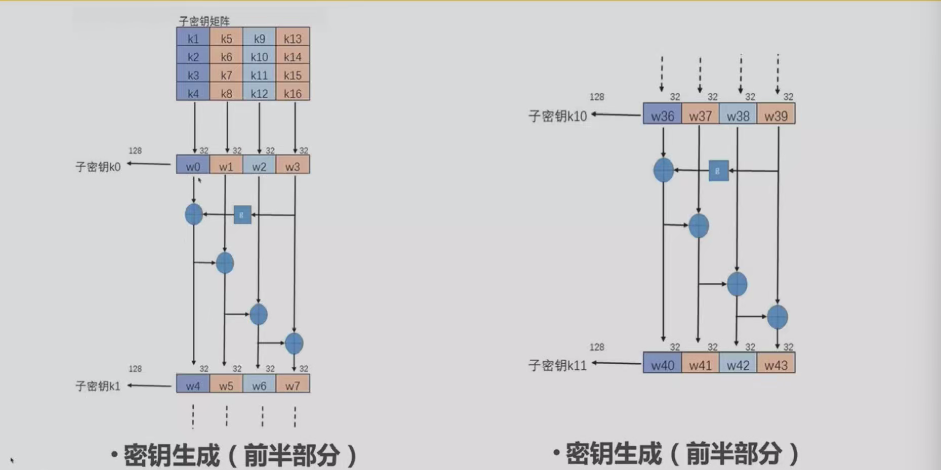 子密钥矩阵
k1 k5 k9 k13
k2 k6 k10 k14
k3 k7 k11 k15
k4 k8 k12 k16
32 32 32 32
128
子密钥k0
w0 w1 w2 w3
g
32 32 32 32
128
子密钥k1
w4 w5 w6 w7
•密钥生成（前半部分）
32 32 32 32
128
子密钥k10
w36 w37 w38 w39
g
32 32 32 32
128
子密钥k11
w40 w41 w42 w43
•密钥生成（前半部分）